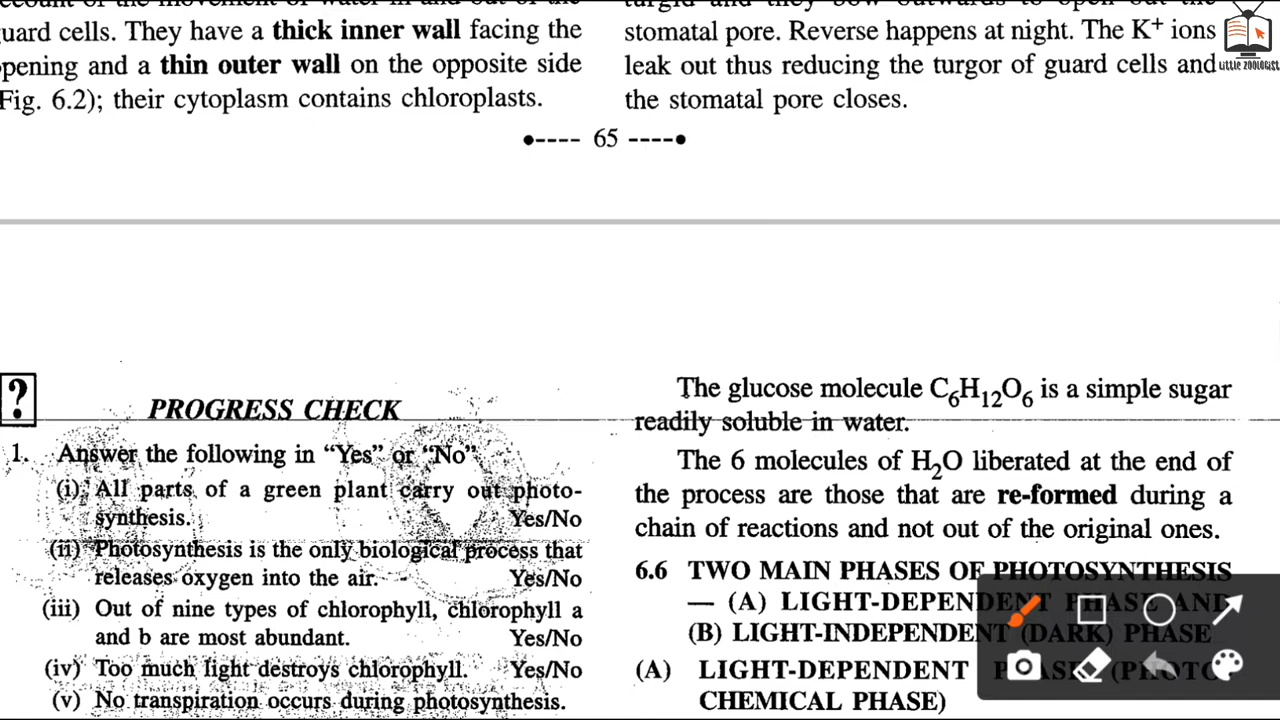 uard cells. They have a thick inner wall facing the
pening and a thin outer wall on the opposite side
Fig. 6.2); their cytoplasm contains chloroplasts.
stomatal pore. Reverse happens at night. The K+ ions
leak out thus reducing the turgor of guard cells and
the stomatal pore closes.
LITTLE ZOOLOGIST
65
?
PROGRESS CHECK
1. Answer the following in “Yes” or “No”
(i) All parts of a green plant carry out photo-
synthesis. Yes/No
(ii) Photosynthesis is the only biological process that
releases oxygen into the air. Yes/No
(iii) Out of nine types of chlorophyll, chlorophyll a
and b are most abundant. Yes/No
(iv) Too much light destroys chlorophyll. Yes/No
(v) No transpiration occurs during photosynthesis.
The glucose molecule C6H12O6 is a simple sugar
readily soluble in water.
The 6 molecules of H2O liberated at the end of
the process are those that are re-formed during a
chain of reactions and not out of the original ones.
6.6 TWO MAIN PHASES OF PHOTOSYNTHESIS
— (A) LIGHT-DEPENDENT PHASE AND
(B) LIGHT-INDEPENDENT (DARK) PHASE
(A) LIGHT-DEPENDENT PHASE (PHOTO
CHEMICAL PHASE)